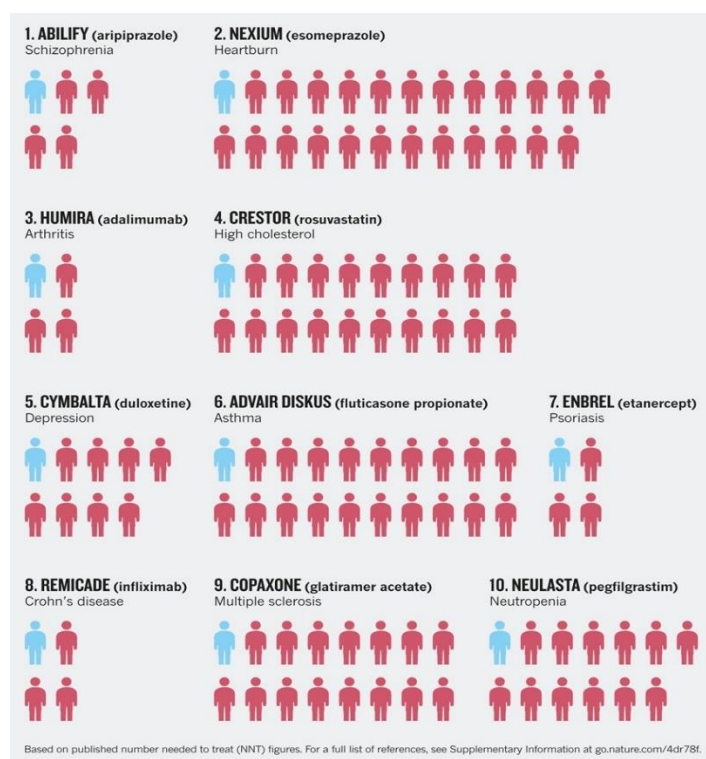 1. ABILIFY (aripiprazole)
Schizophrenia
2. NEXIUM (esomeprazole)
Heartburn
3. HUMIRA (adalimumab)
Arthritis
4. CRESTOR (rosuvastatin)
High cholesterol
5. CYMBALTA (duloxetine)
Depression
6. ADVAIR DISKUS (fluticasone propionate)
Asthma
7. ENBREL (etanercept)
Psoriasis
8. REMICADE (infliximab)
Crohn’s disease
9. COPAXONE (glatiramer acetate)
Multiple sclerosis
10. NEULASTA (pegfilgrastim)
Neutropenia
Based on published number needed to treat (NNT) figures. For a full list of references, see Supplementary Information at go.nature.com/4dr78f.